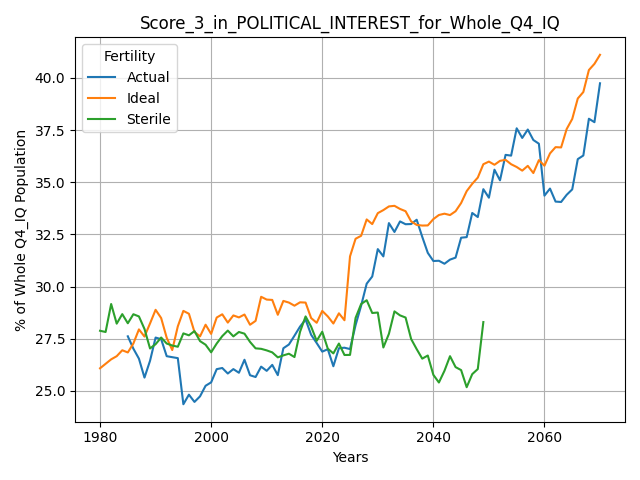 Score_3_in_POLITICAL_INTEREST_for_Whole_Q4_IQ
Fertility
Actual
Ideal
Sterile
% of Whole Q4_IQ Population
40.0
37.5
35.0
32.5
30.0
27.5
25.0
1980
2000
2020
2040
2060
Years